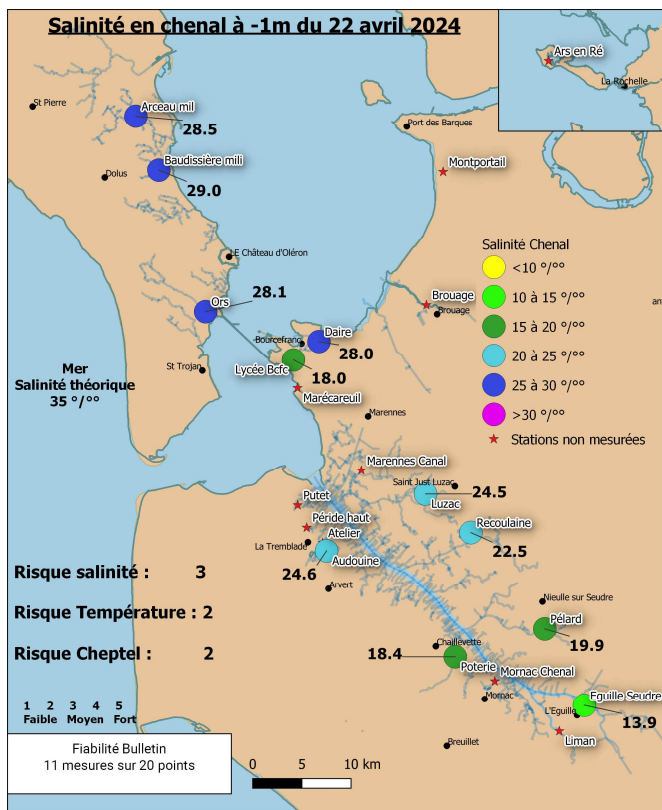 Salinité en chenal à -1m du 22 avril 2024
Ars en Ré
La Rochelle
St Pierre
Arceau mil
28.5
Port des Barques
Baudissière mili
Dolus
29.0
Montportail
Salinité Chenal
<10 °/°°
10 à 15 °/°°
15 à 20 °/°°
20 à 25 °/°°
25 à 30 °/°°
>30 °/°°
Stations non mesurées
LE Château d'Oléron
28.1
Ors
Brouage
Brouage
Daire
Bourcefranc
28.0
Lycée Bcfc
18.0
St Trojan
Mer
Salinité théorique
35 °/°°
Marécareuil
Marennes
Marennes Canal
Saint Just Luzac
24.5
Luzac
Putet
Péride haut
Recoulaine
22.5
Atelier
La Tremblade
Audouine
24.6
Arvert
Risque salinité : 3
Risque Température : 2
Risque Cheptel : 2
Nieulle sur Seudre
Pélard
19.9
Chaillevette
18.4
Poterie
Mornac Chenal
Mornac
Eguille Seudre
L'Eguille
13.9
Liman
Breuillet
1 2 3 4 5
Faible Moyen Fort
Fiabilité Bulletin
11 mesures sur 20 points
0 5 10 km